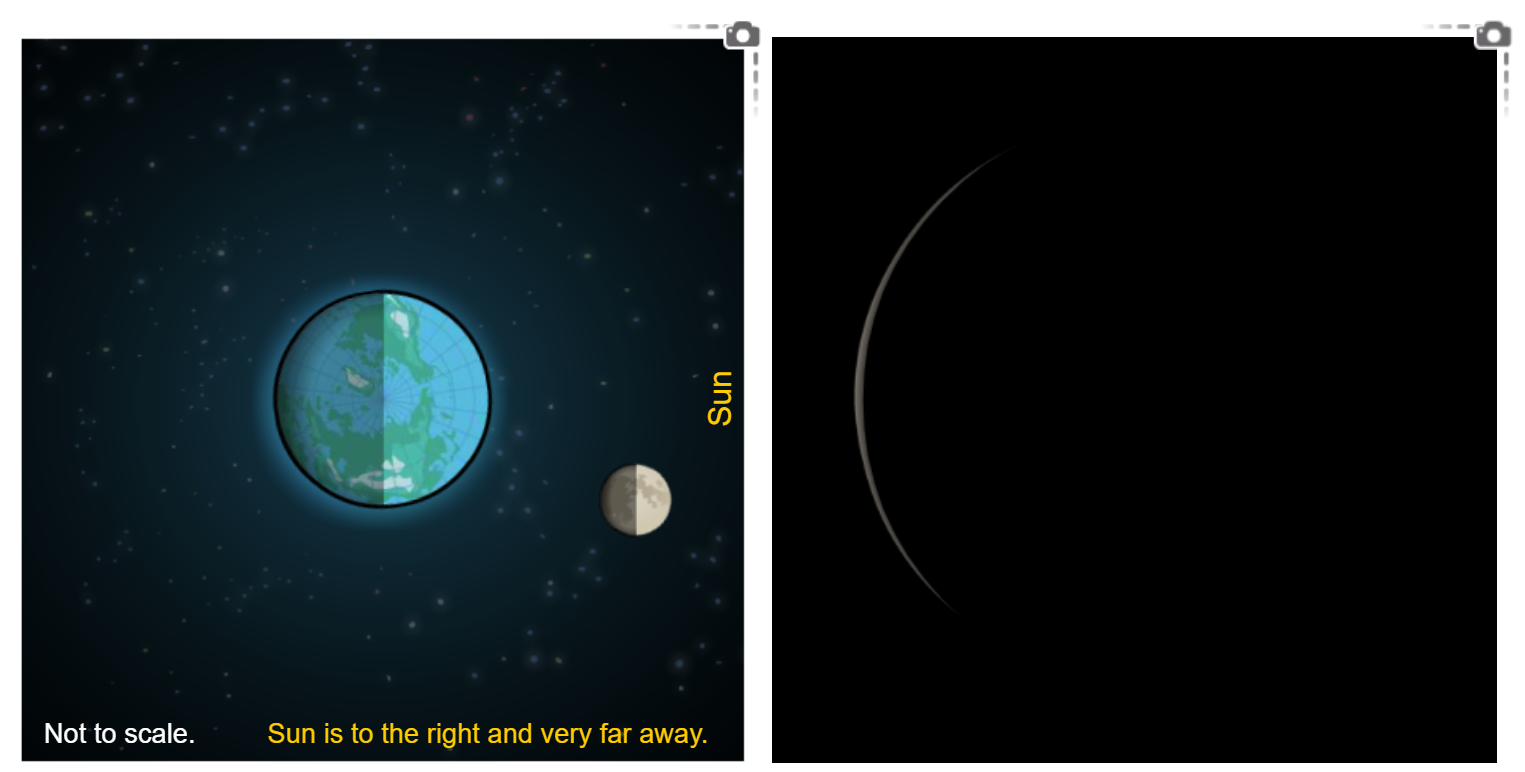 Sun
Not to scale.
Sun is to the right and very far away.